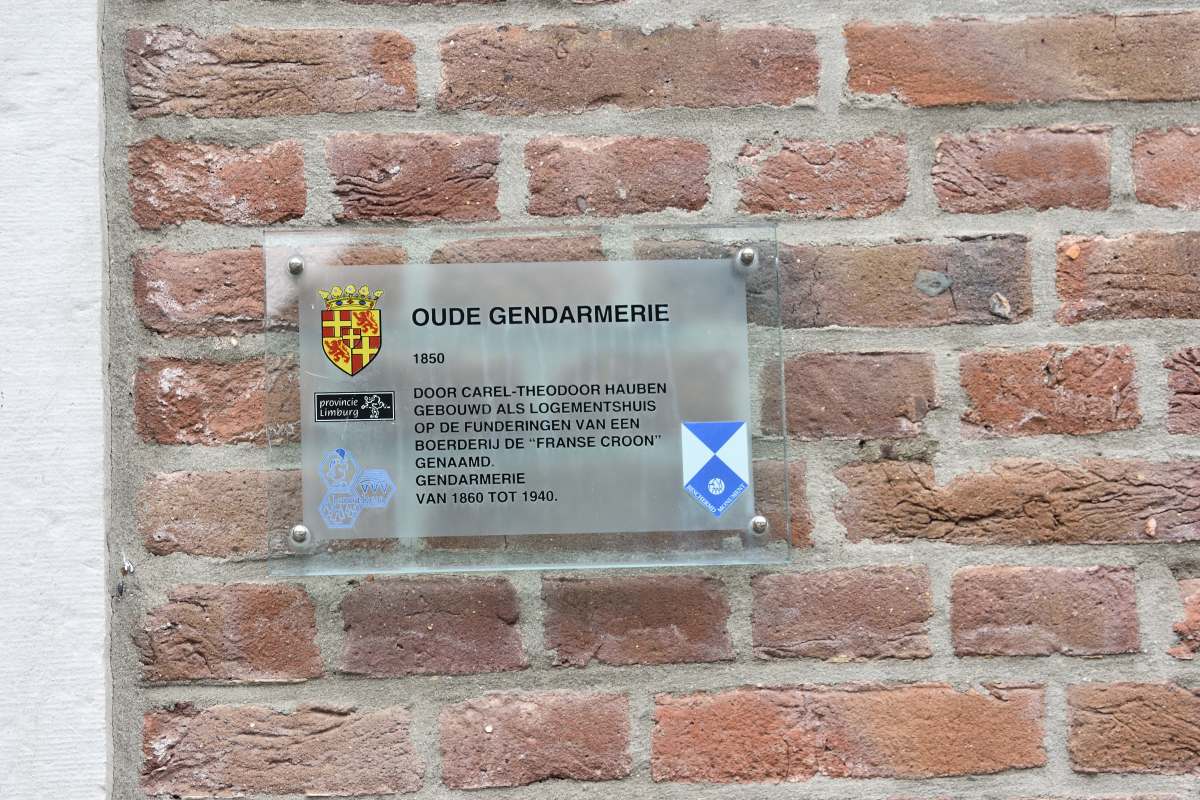 OUDE GENDARMERIE
1850
DOOR CAREL-THEODOOR HAUBEN
GEBOUWD ALS LOGEMENTSHUIS
OP DE FUNDERINGEN VAN EEN
BOERDERIJ DE “FRANSE CROON”
GENAAMD.
GENDARMERIE
VAN 1860 TOT 1940.
provincie
Limburg
VVV
BESCHERMD MONUMENT